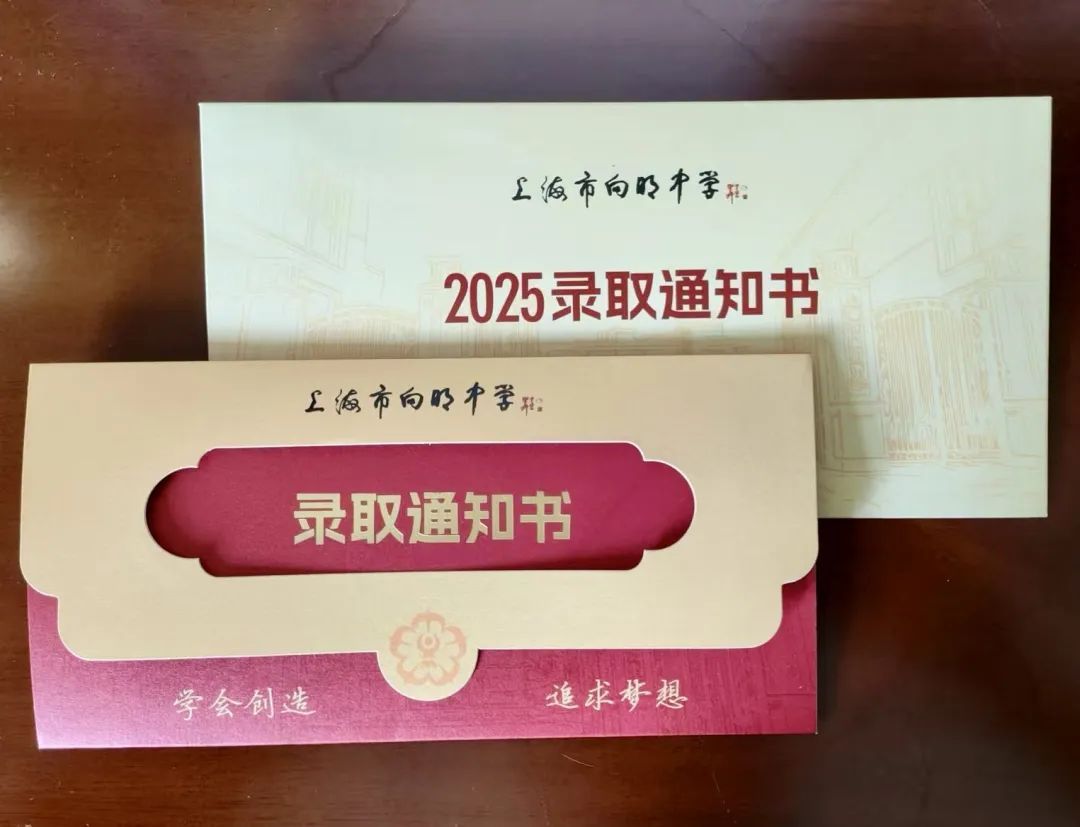 上海市向明中学
2025录取通知书
上海市向明中学
录取通知书
学会创造
追求梦想